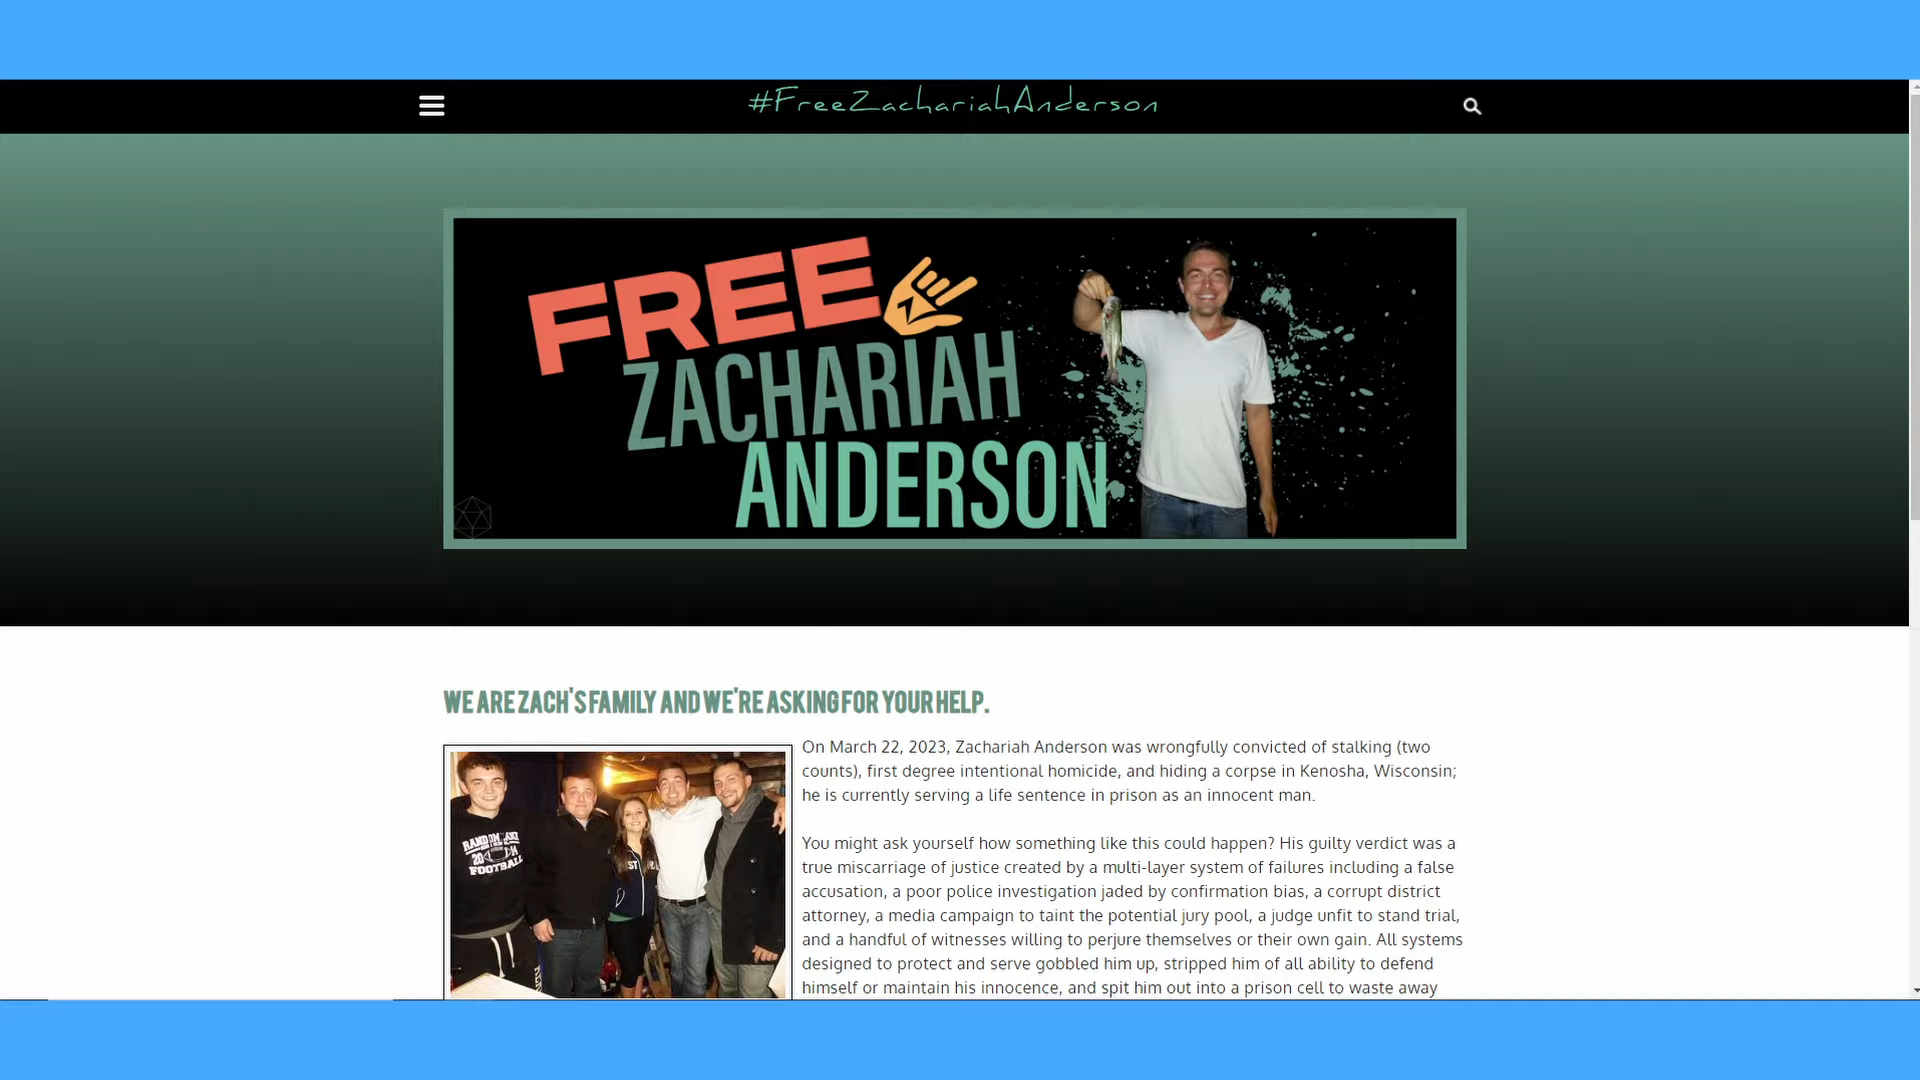 #FreeZachariahAnderson
FREE
ZACHARIAH
ANDERSON
WE ARE ZACH'S FAMILY AND WE'RE ASKING FOR YOUR HELP.
On March 22, 2023, Zachariah Anderson was wrongfully convicted of stalking (two
counts), first degree intentional homicide, and hiding a corpse in Kenosha, Wisconsin;
he is currently serving a life sentence in prison as an innocent man.
You might ask yourself how something like this could happen? His guilty verdict was a
true miscarriage of justice created by a multi-layer system of failures including a false
accusation, a poor police investigation jaded by confirmation bias, a corrupt district
attorney, a media campaign to taint the potential jury pool, a judge unfit to stand trial,
and a handful of witnesses willing to perjure themselves or their own gain. All systems
designed to protect and serve gobbled him up, stripped him of all ability to defend
himself or maintain his innocence, and spit him out into a prison cell to waste away
RANDOM LAKE
FOOTBALL